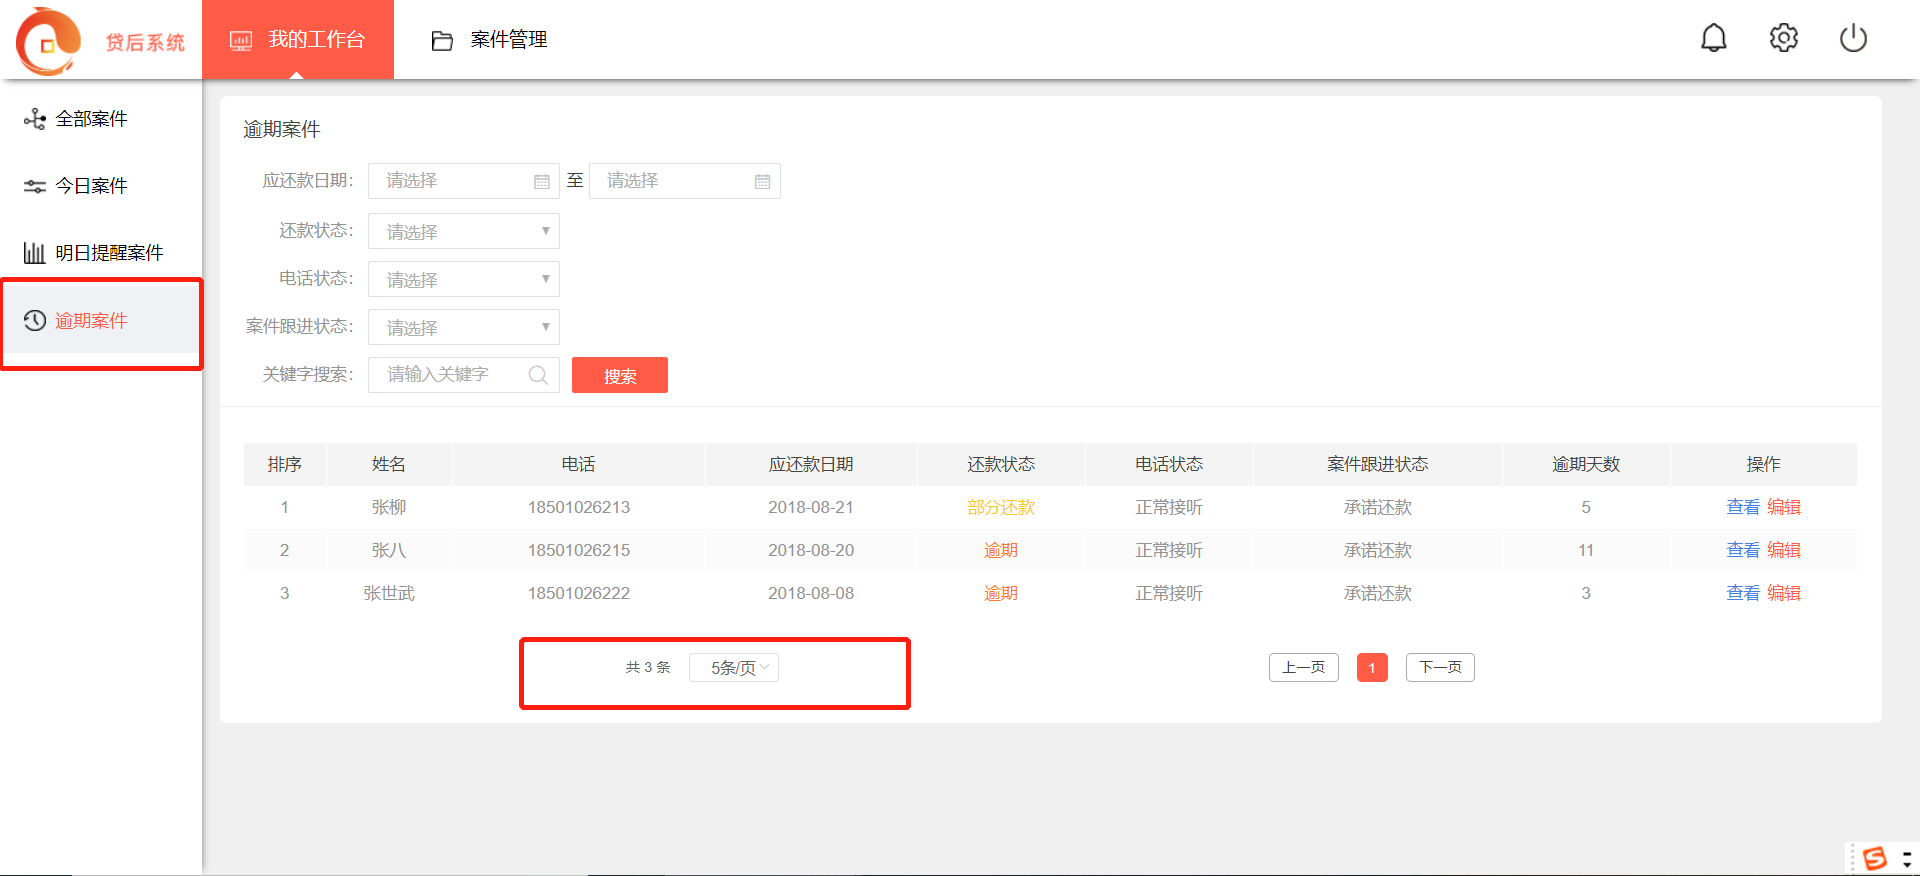 贷后系统 我的工作台 案件管理
全部案件
今日案件
明日提醒案件
逾期案件
逾期案件
应还款日期: 请选择 至 请选择
还款状态: 请选择
电话状态: 请选择
案件跟进状态: 请选择
关键字搜索: 请输入关键字 搜索
排序 姓名 电话 应还款日期 还款状态 电话状态 案件跟进状态 逾期天数 操作
1 张柳 18501026213 2018-08-21 部分还款 正常接听 承诺还款 5 查看 编辑
2 张八 18501026215 2018-08-20 逾期 正常接听 承诺还款 11 查看 编辑
3 张世武 18501026222 2018-08-08 逾期 正常接听 承诺还款 3 查看 编辑
共 3 条 5条/页 上一页 1 下一页